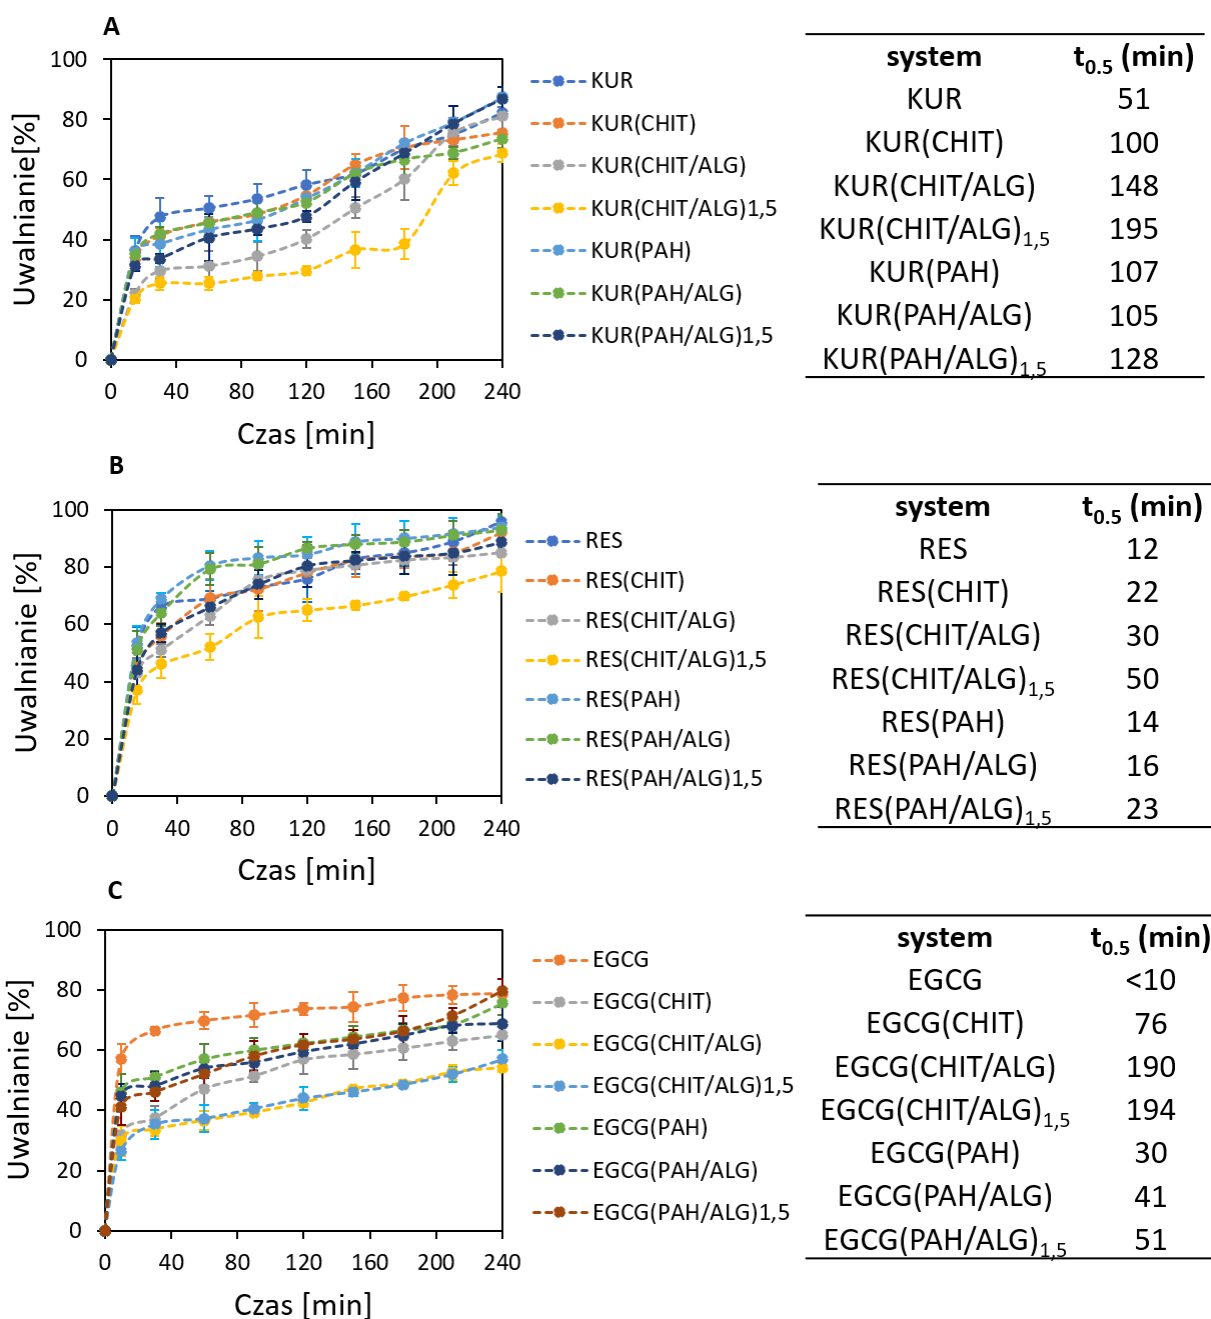 A
100
80
60
40
20
0
Uwalnianie[%]
0 40 80 120 160 200 240
Czas [min]
KUR
KUR(CHIT)
KUR(CHIT/ALG)
KUR(CHIT/ALG)1,5
KUR(PAH)
KUR(PAH/ALG)
KUR(PAH/ALG)1,5
system t0.5 (min)
KUR 51
KUR(CHIT) 100
KUR(CHIT/ALG) 148
KUR(CHIT/ALG)1,5 195
KUR(PAH) 107
KUR(PAH/ALG) 105
KUR(PAH/ALG)1,5 128
B
100
80
60
40
20
0
Uwalnianie [%]
0 40 80 120 160 200 240
Czas [min]
RES
RES(CHIT)
RES(CHIT/ALG)
RES(CHIT/ALG)1,5
RES(PAH)
RES(PAH/ALG)
RES(PAH/ALG)1,5
system t0.5 (min)
RES 12
RES(CHIT) 22
RES(CHIT/ALG) 30
RES(CHIT/ALG)1,5 50
RES(PAH) 14
RES(PAH/ALG) 16
RES(PAH/ALG)1,5 23
C
100
80
60
40
20
0
Uwalnianie [%]
0 40 80 120 160 200 240
Czas [min]
EGCG
EGCG(CHIT)
EGCG(CHIT/ALG)
EGCG(CHIT/ALG)1,5
EGCG(PAH)
EGCG(PAH/ALG)
EGCG(PAH/ALG)1,5
system t0.5 (min)
EGCG <10
EGCG(CHIT) 76
EGCG(CHIT/ALG) 190
EGCG(CHIT/ALG)1,5 194
EGCG(PAH) 30
EGCG(PAH/ALG) 41
EGCG(PAH/ALG)1,5 51